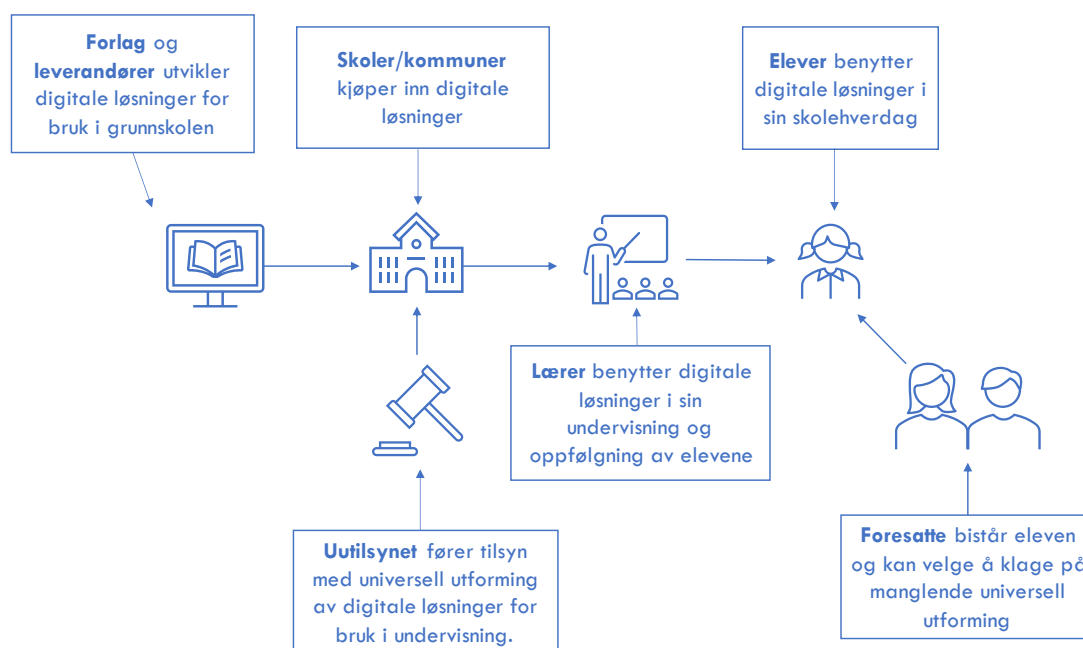 Forlag og
leverandører utvikler
digitale løsninger for
bruk i grunnskolen
Skoler/kommuner
kjøper inn digitale
løsninger
Elever benytter
digitale løsninger i
sin skolehverdag
Lærer benytter digitale
løsninger i sin
undervisning og
oppfølgning av elevene
Uutilsynet fører tilsyn
med universell utforming
av digitale løsninger for
bruk i undervisning.
Foresatte bistår eleven
og kan velge å klage på
manglende universell
utforming